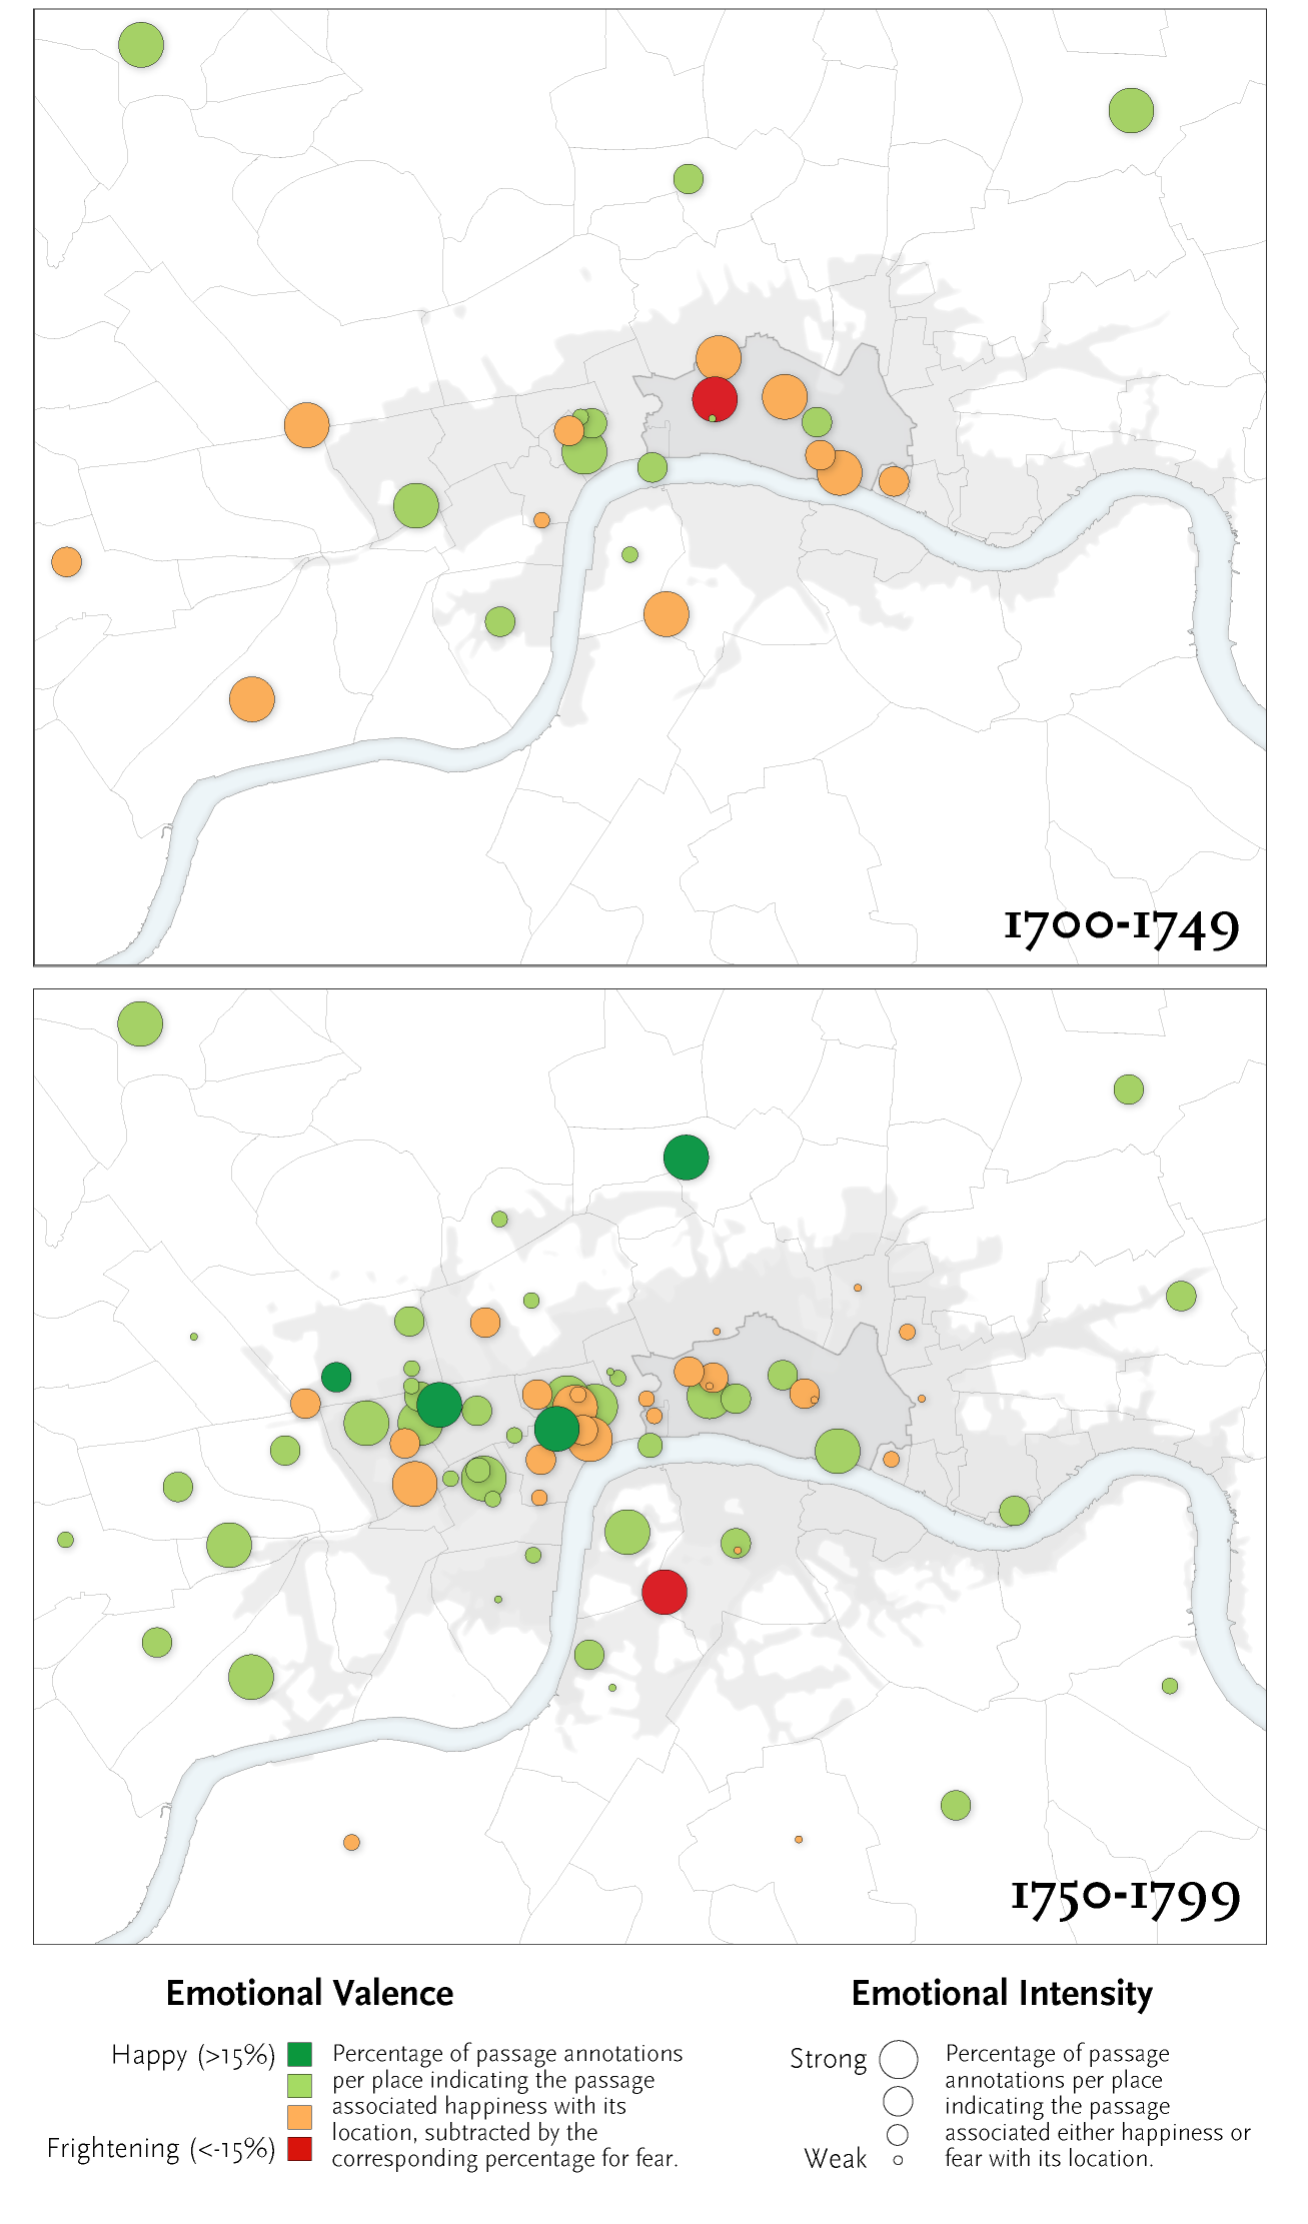 1700-1749
1750-1799
Emotional Valence
Happy (>15%)
Frightening (<-15%)
Percentage of passage annotations
per place indicating the passage
associated happiness with its
location, subtracted by the
corresponding percentage for fear.
Emotional Intensity
Strong
Weak
Percentage of passage
annotations per place
indicating the passage
associated either happiness or
fear with its location.